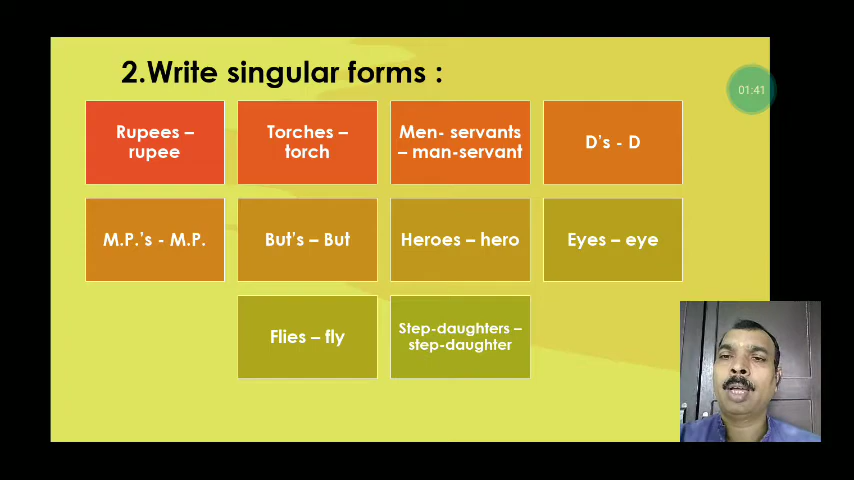 2.Write singular forms :
01:41
Rupees –
rupee
Torches –
torch
Men- servants
– man-servant
D's - D
M.P.'s - M.P.
But's – But
Heroes – hero
Eyes – eye
Flies – fly
Step-daughters –
step-daughter